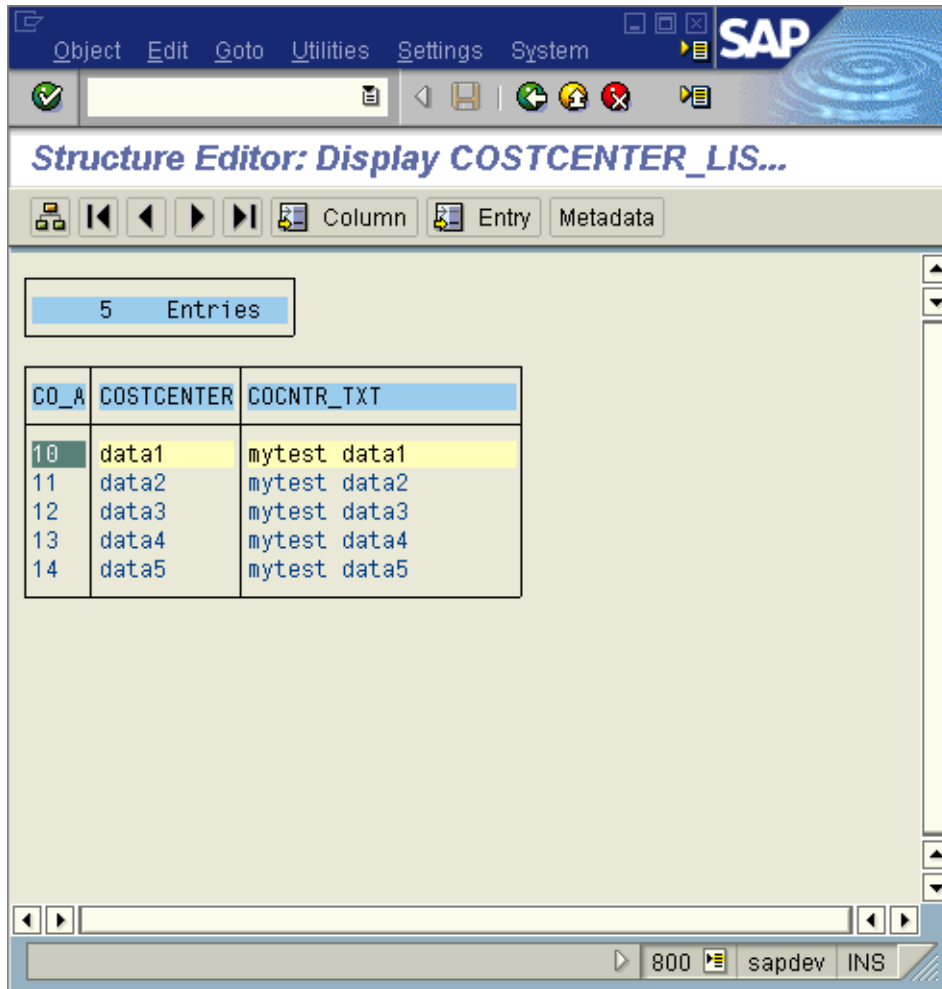 Object Edit Goto Utilities Settings System
SAP
Structure Editor: Display COSTCENTER_LIS...
Column Entry Metadata
5 Entries
CO_A COSTCENTER COCNTR_TXT
10 data1 mytest data1
11 data2 mytest data2
12 data3 mytest data3
13 data4 mytest data4
14 data5 mytest data5
800 sapdev INS